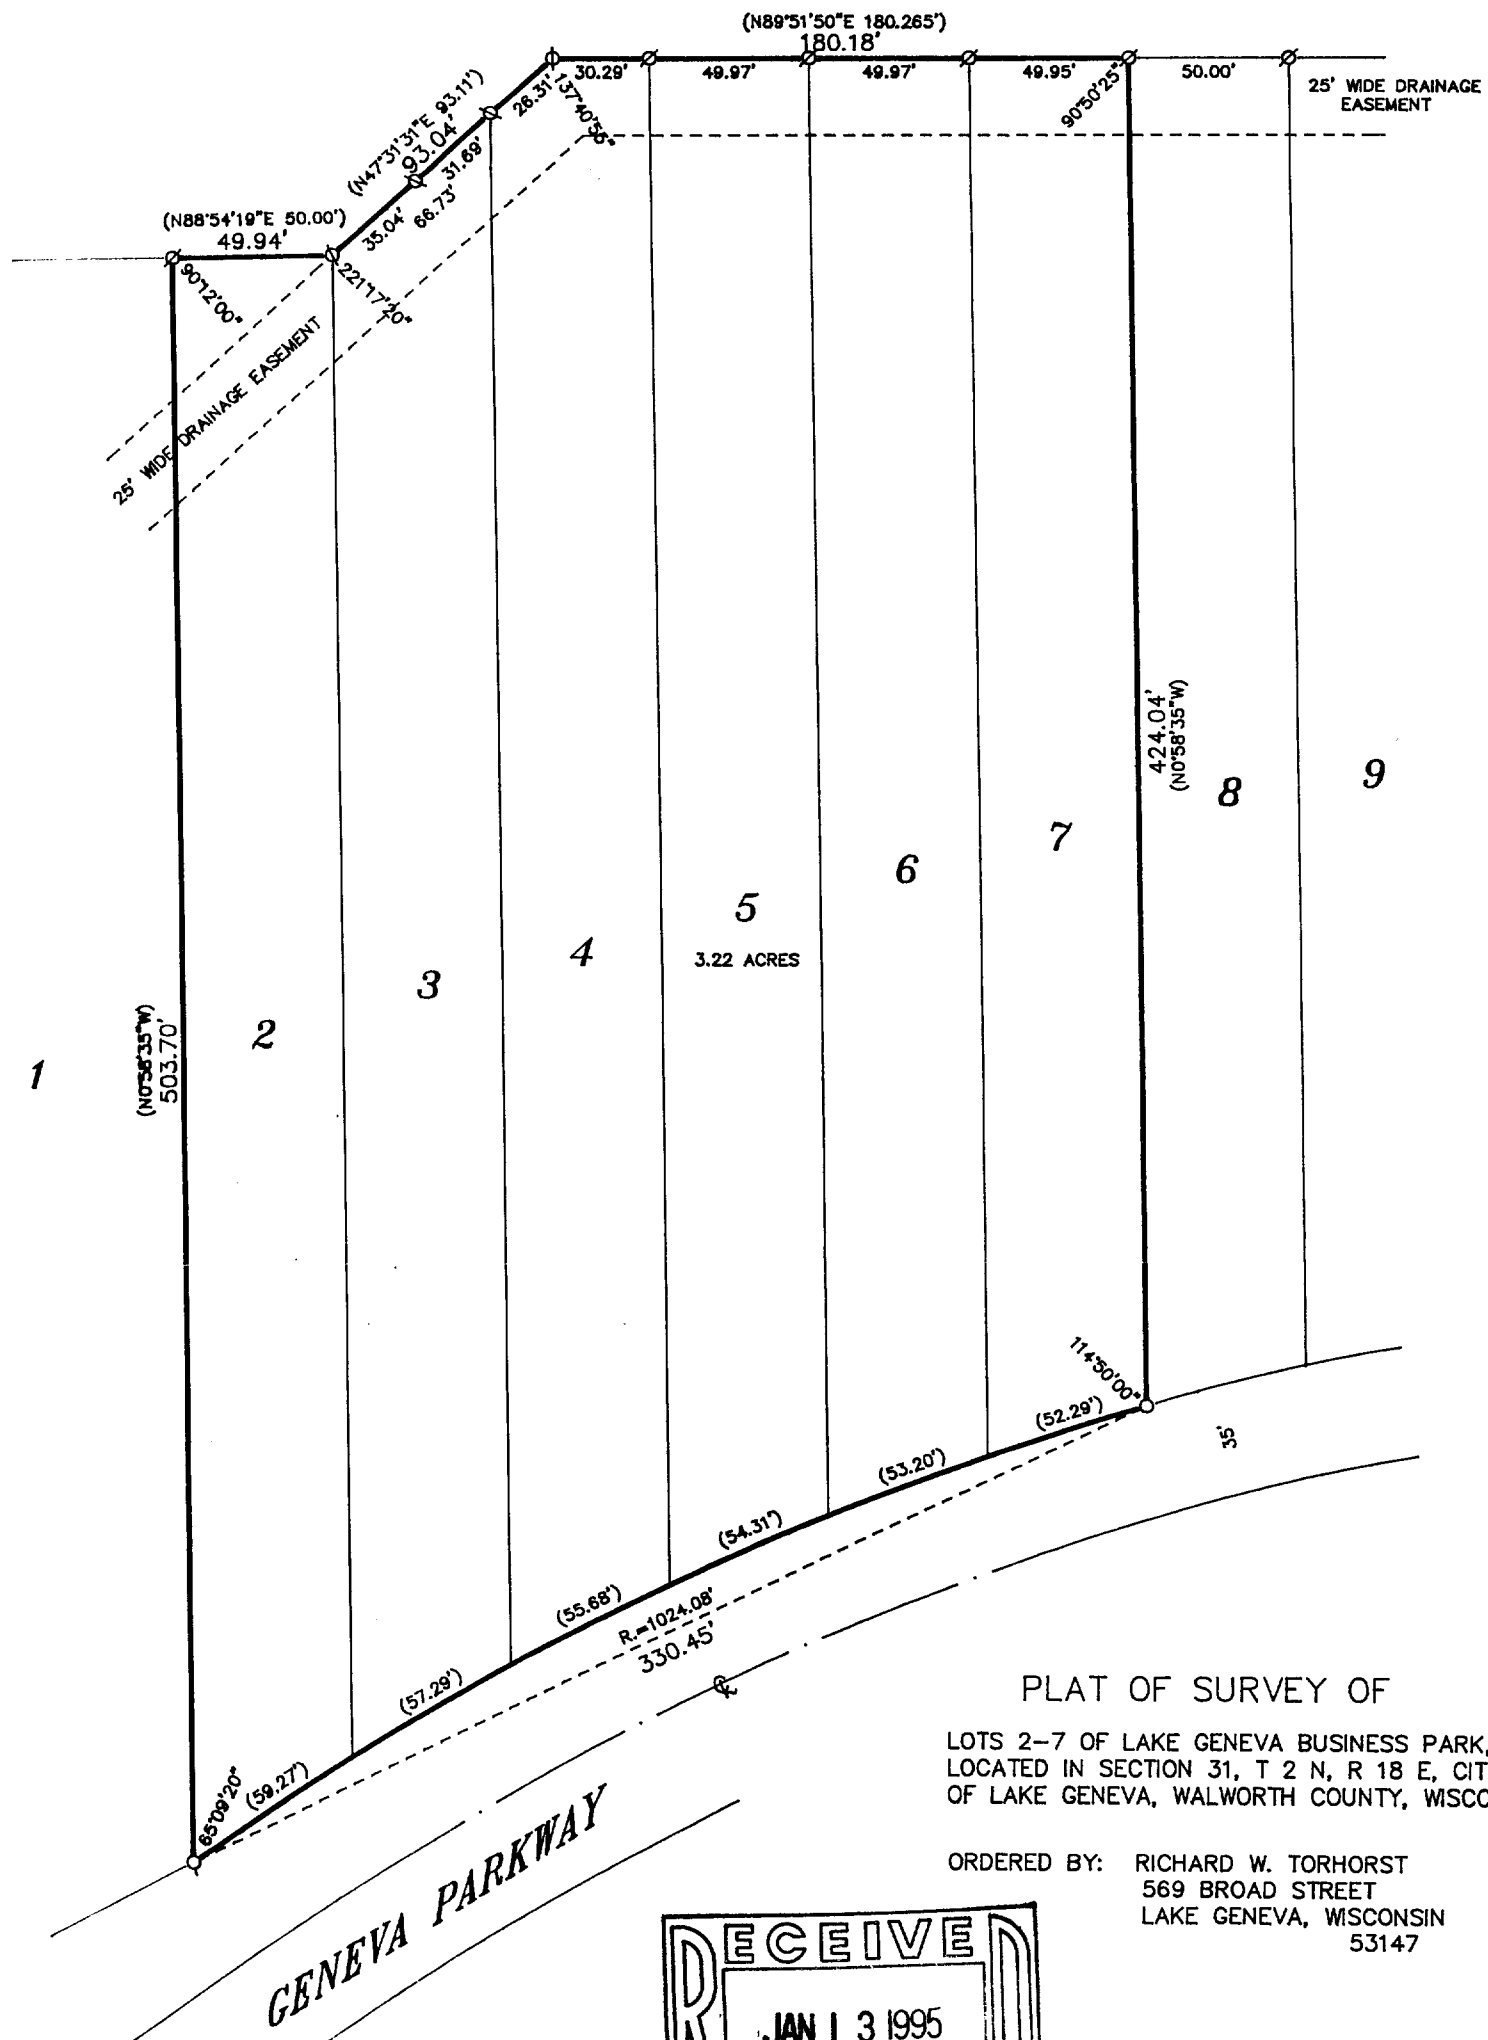 (N89°51'50"E 180.265')
180.18'
30.29'
49.97'
49.97'
49.95'
50.00'
25' WIDE DRAINAGE
EASEMENT
137°40'55"
90°50'25"
(N47°31'31"E 93.11')
93.04'
26.31'
31.69'
66.73'
35.04'
(N88°54'19"E 50.00')
49.94'
90°12'00"
221°17'20"
25' WIDE DRAINAGE EASEMENT
424.04'
(N0°58'35"W)
9
8
7
6
5
3.22 ACRES
4
3
2
1
(N0°58'35"W)
503.70'
114°50'00"
(52.29')
35'
(53.20')
(54.31')
(55.68')
R.=1024.08'
330.45'
(57.29')
(59.27')
65°09'20"
GENEVA PARKWAY
PLAT OF SURVEY OF
LOTS 2-7 OF LAKE GENEVA BUSINESS PARK,
LOCATED IN SECTION 31, T 2 N, R 18 E, CIT
OF LAKE GENEVA, WALWORTH COUNTY, WISCO
ORDERED BY: RICHARD W. TORHORST
569 BROAD STREET
LAKE GENEVA, WISCONSIN
53147
RECEIVED
JAN 13 1995